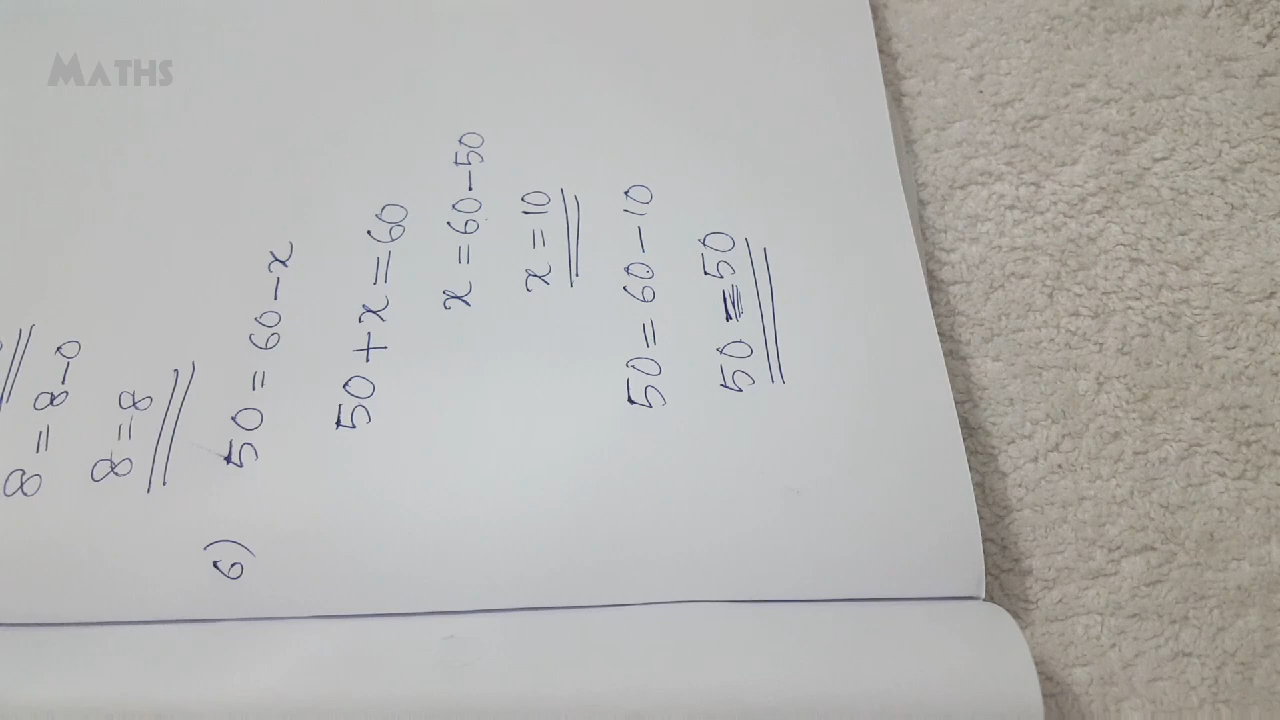 MATHS
8 = 8 - 0
8 = 8
6) 50 = 60 - x
50 + x = 60
x = 60 - 50
x = 10
50 = 60 - 10
50 = 50